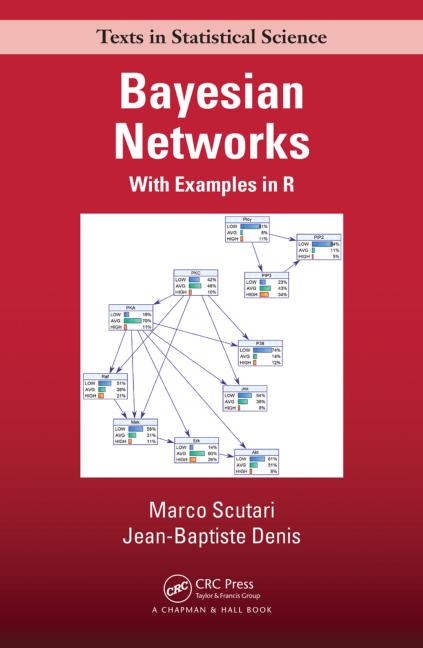 Texts in Statistical Science
Bayesian
Networks
With Examples in R
LOW 81%
AVG 8%
HIGH 11%
PIP2
LOW 84%
AVG 11%
HIGH 5%
PIP3
LOW 23%
AVG 43%
HIGH 34%
PKC
LOW 42%
AVG 48%
HIGH 10%
PKA
LOW 19%
AVG 70%
HIGH 11%
P38
LOW 74%
AVG 14%
HIGH 12%
Raf
LOW 51%
AVG 28%
HIGH 21%
Jnk
LOW 54%
AVG 38%
HIGH 8%
Mek
LOW 58%
AVG 31%
HIGH 11%
Erk
LOW 14%
AVG 60%
HIGH 26%
Akt
LOW 61%
AVG 31%
HIGH 8%
Marco Scutari
Jean-Baptiste Denis
CRC
CRC Press
Taylor & Francis Group
A CHAPMAN & HALL BOOK